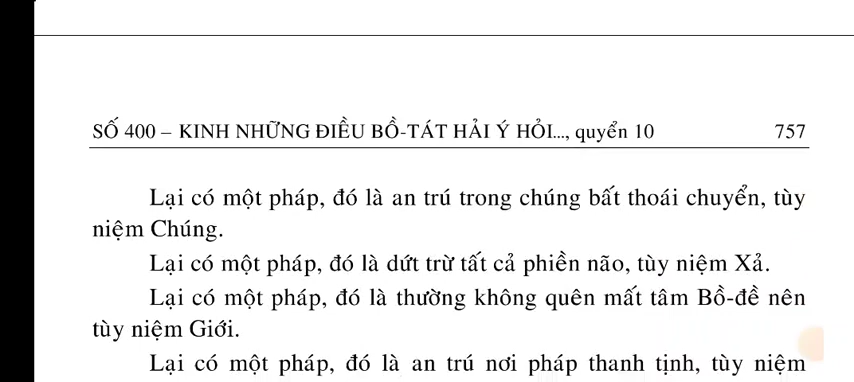 SỐ 400 – KINH NHỮNG ĐIỀU BỒ-TÁT HẢI Ý HỎI..., quyển 10 757
Lại có một pháp, đó là an trú trong chúng bất thoái chuyển, tùy
niệm Chúng.
Lại có một pháp, đó là dứt trừ tất cả phiền não, tùy niệm Xả.
Lại có một pháp, đó là thường không quên mất tâm Bồ-đề nên
tùy niệm Giới.
Lại có một pháp, đó là an trú nơi pháp thanh tịnh, tùy niệm